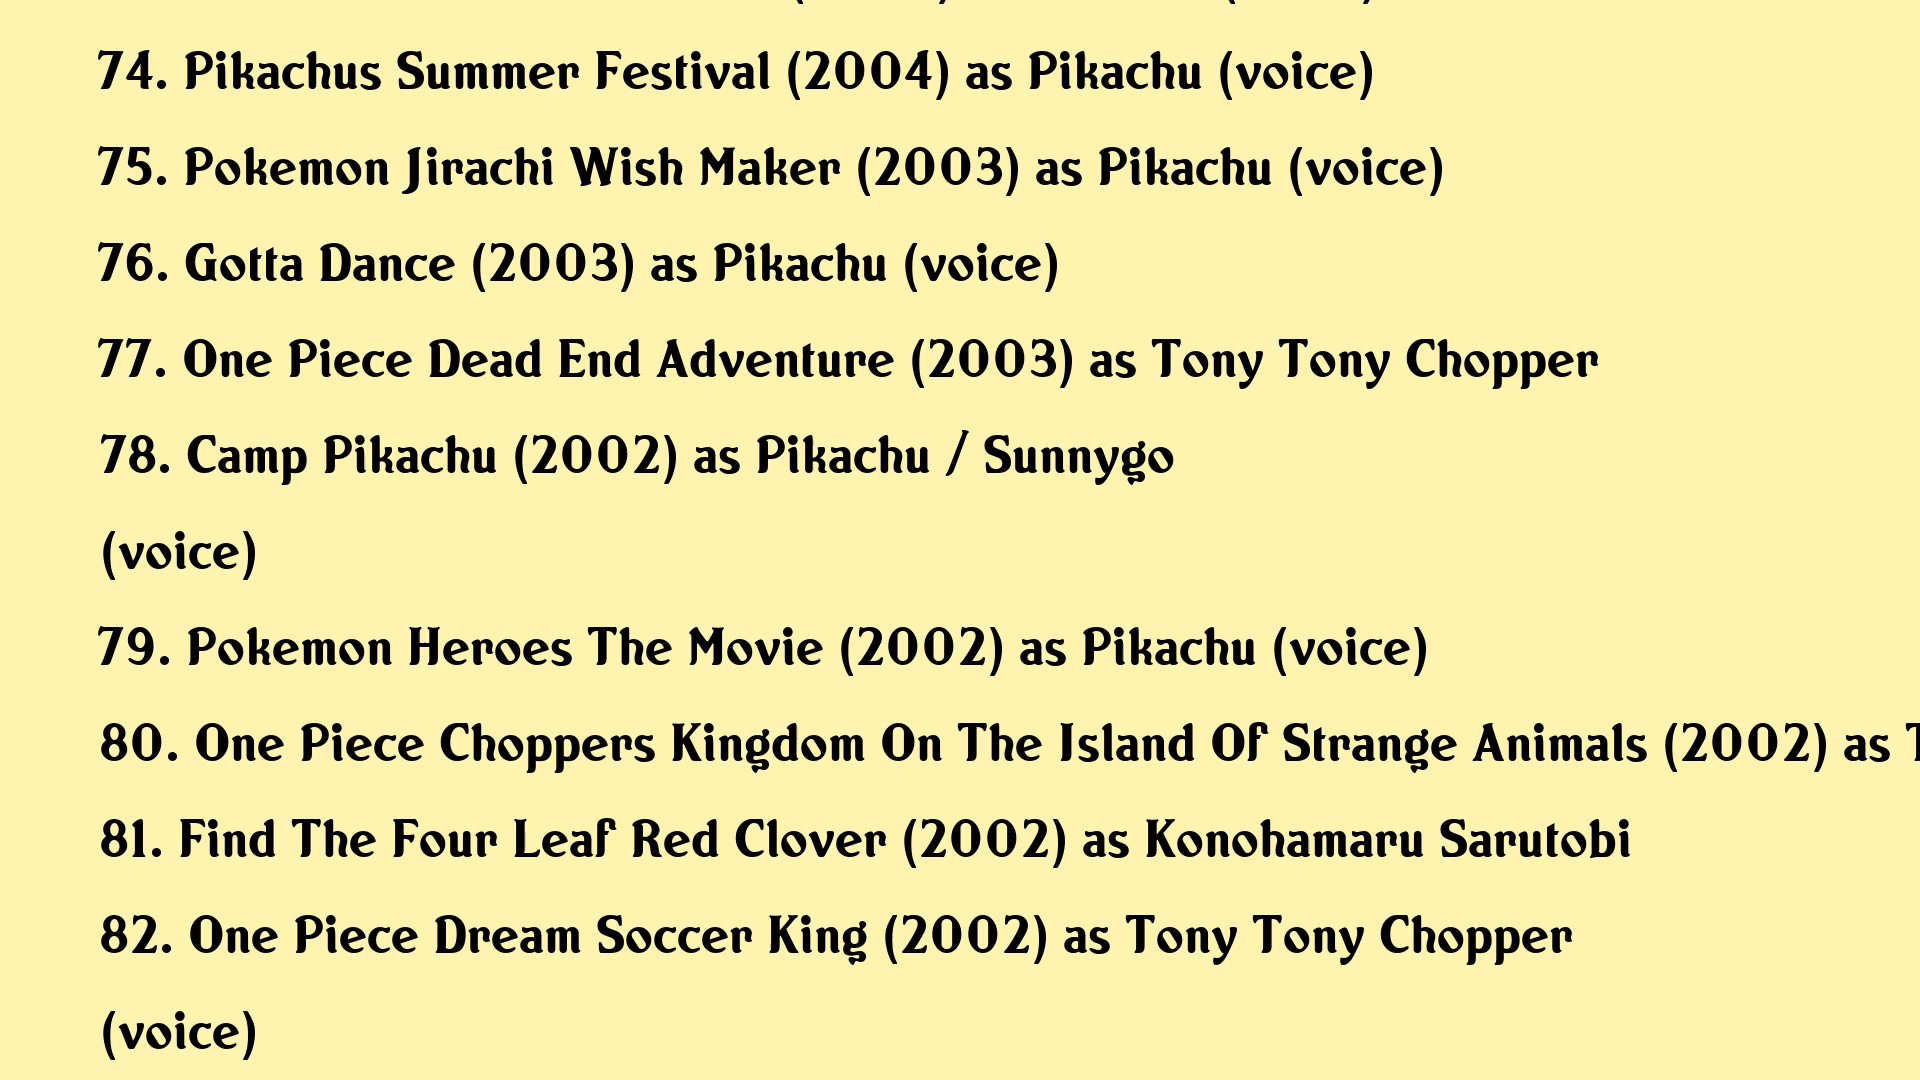 74. Pikachus Summer Festival (2004) as Pikachu (voice)
75. Pokemon Jirachi Wish Maker (2003) as Pikachu (voice)
76. Gotta Dance (2003) as Pikachu (voice)
77. One Piece Dead End Adventure (2003) as Tony Tony Chopper
78. Camp Pikachu (2002) as Pikachu / Sunnygo
(voice)
79. Pokemon Heroes The Movie (2002) as Pikachu (voice)
80. One Piece Choppers Kingdom On The Island Of Strange Animals (2002) as
81. Find The Four Leaf Red Clover (2002) as Konohamaru Sarutobi
82. One Piece Dream Soccer King (2002) as Tony Tony Chopper
(voice)